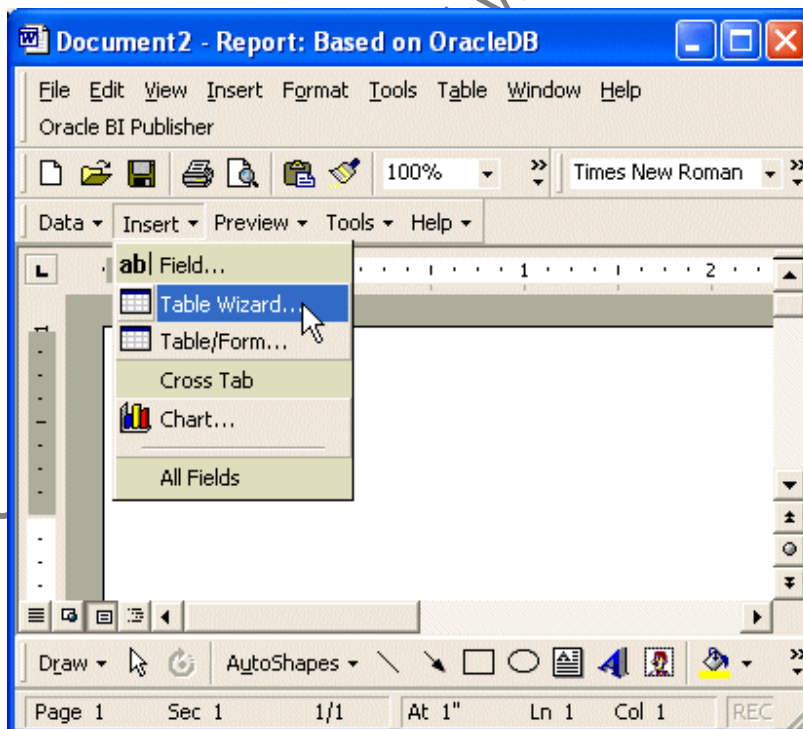 Document2 - Report: Based on OracleDB
File Edit View Insert Format Tools Table Window Help
Oracle BI Publisher
100% Times New Roman
Data Insert Preview Tools Help
ab| Field...
1 2
Table Wizard...
Table/Form...
Cross Tab
Chart...
All Fields
Draw AutoShapes
Page 1 Sec 1 1/1 At 1" Ln 1 Col 1 REC